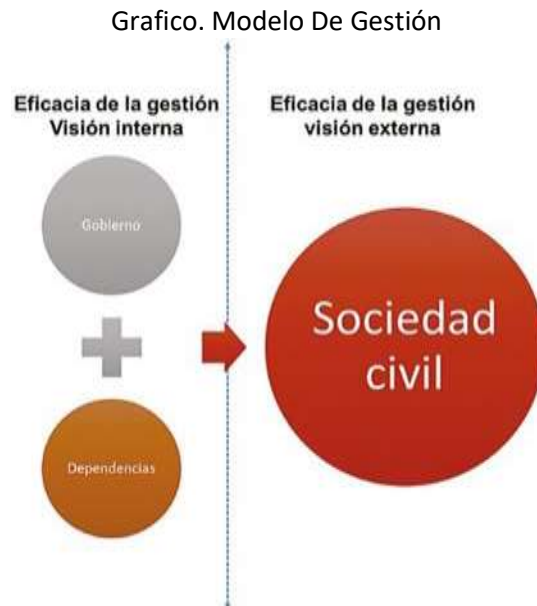 Grafico. Modelo De Gestión
Eficacia de la gestión
Visión interna
Eficacia de la gestión
visión externa
Gobierno
Dependencias
Sociedad
civil